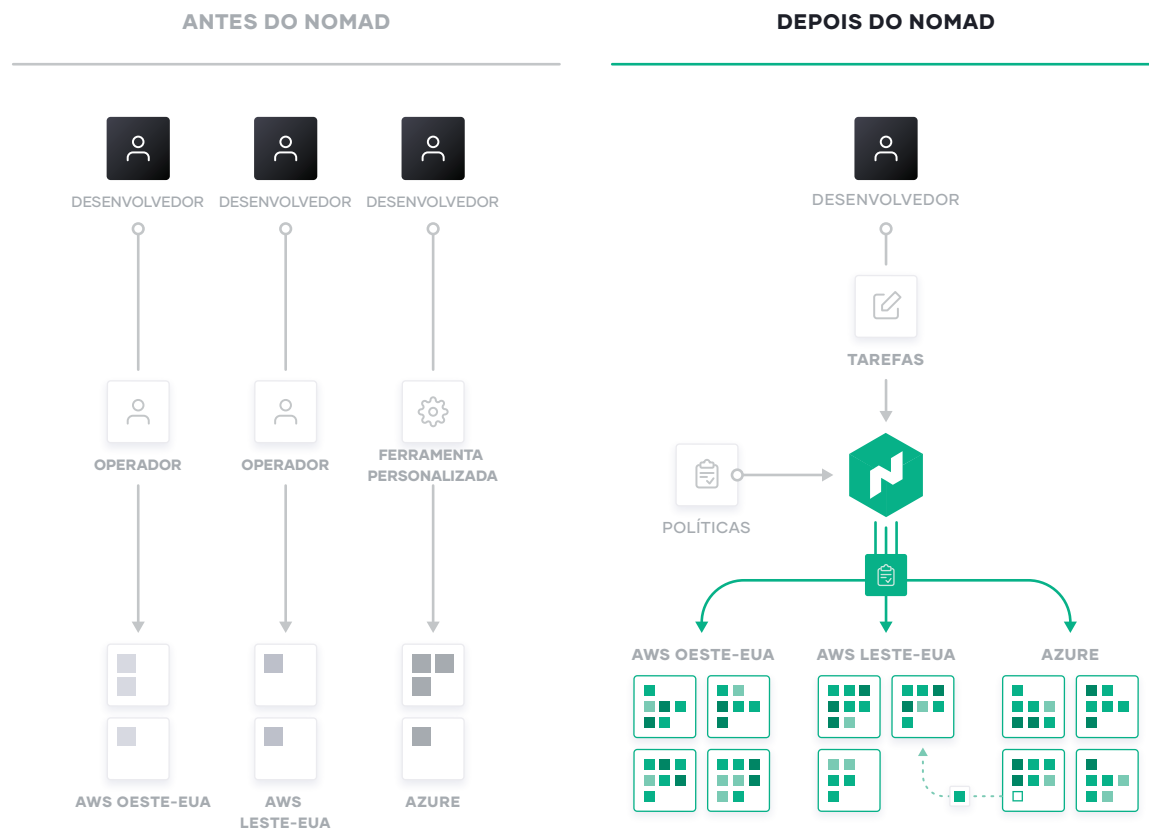 ANTES DO NOMAD
DESENVOLVEDOR
DESENVOLVEDOR
DESENVOLVEDOR
OPERADOR
OPERADOR
FERRAMENTA
PERSONALIZADA
AWS OESTE-EUA
AWS
LESTE-EUA
AZURE
DEPOIS DO NOMAD
DESENVOLVEDOR
TAREFAS
POLÍTICAS
AWS OESTE-EUA
AWS LESTE-EUA
AZURE